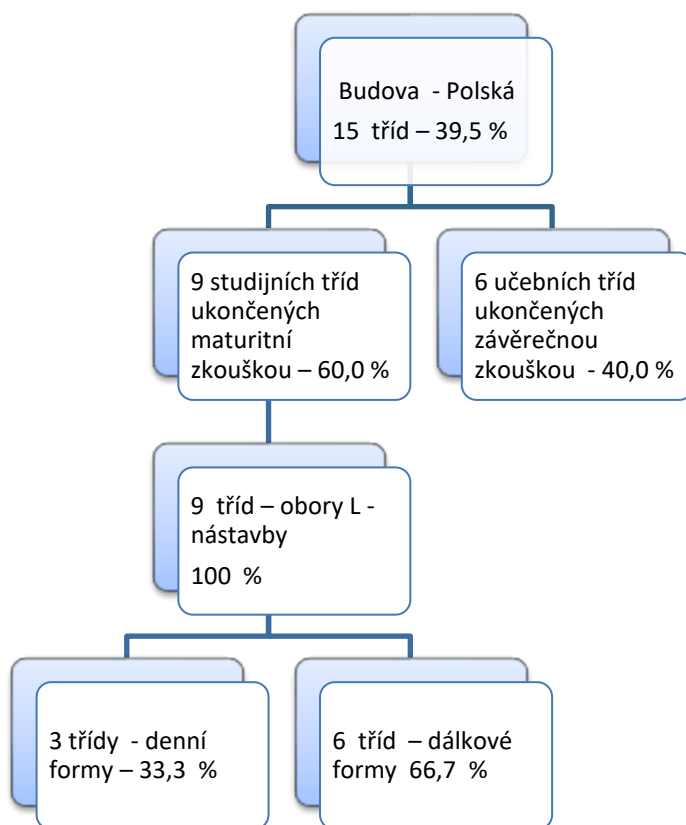 Budova - Polská
15 tříd – 39,5 %
9 studijních tříd
ukončených
maturitní
zkouškou – 60,0 %
6 učebních tříd
ukončených
závěrečnou
zkouškou - 40,0 %
9 tříd – obory L -
nástavby
100 %
3 třídy - denní
formy – 33,3 %
6 tříd – dálkové
formy 66,7 %